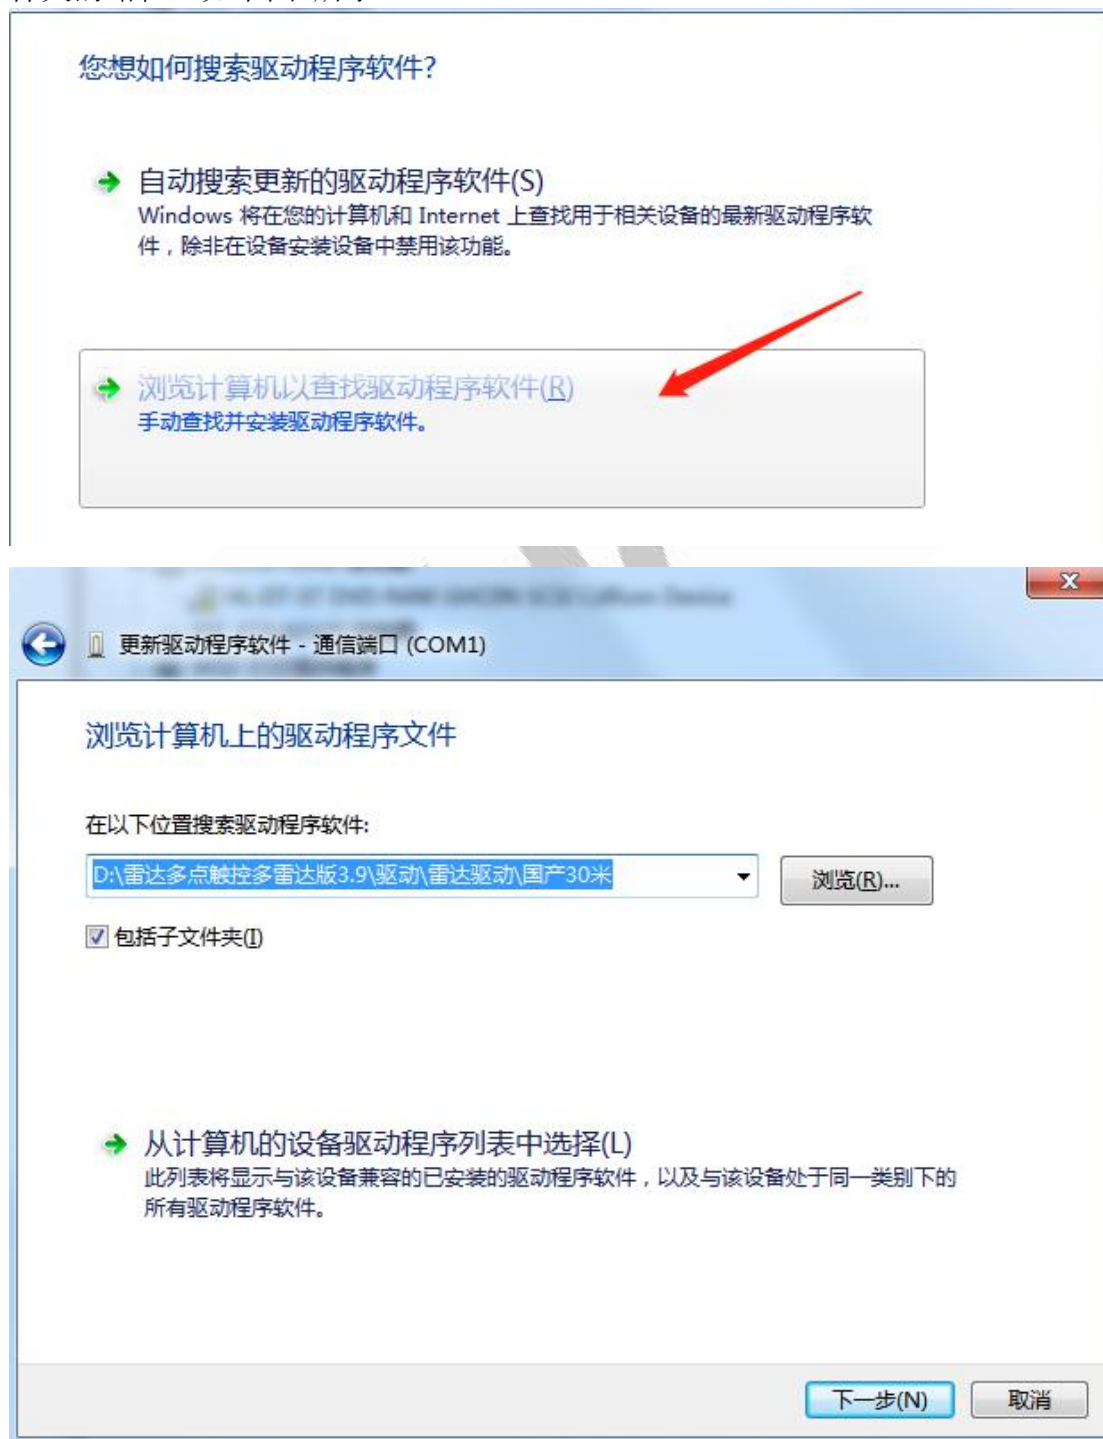 您想如何搜索驱动程序软件?
自动搜索更新的驱动程序软件(S)
Windows 将在您的计算机和 Internet 上查找用于相关设备的最新驱动程序软
件，除非在设备安装设备中禁用该功能。
浏览计算机以查找驱动程序软件(R)
手动查找并安装驱动程序软件。
X
更新驱动程序软件 - 通信端口 (COM1)
浏览计算机上的驱动程序文件
在以下位置搜索驱动程序软件:
D:\雷达多点触控多雷达版3.9\驱动\雷达驱动\国产30米
浏览(R)...
包括子文件夹(I)
从计算机的设备驱动程序列表中选择(L)
此列表将显示与该设备兼容的已安装的驱动程序软件，以及与该设备处于同一类别下的
所有驱动程序软件。
下一步(N)
取消